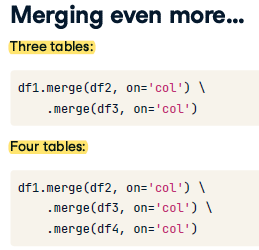 Merging even more...
Three tables:
df1.merge(df2, on='col') \
    .merge(df3, on='col')
Four tables:
df1.merge(df2, on='col') \
    .merge(df3, on='col') \
    .merge(df4, on='col')